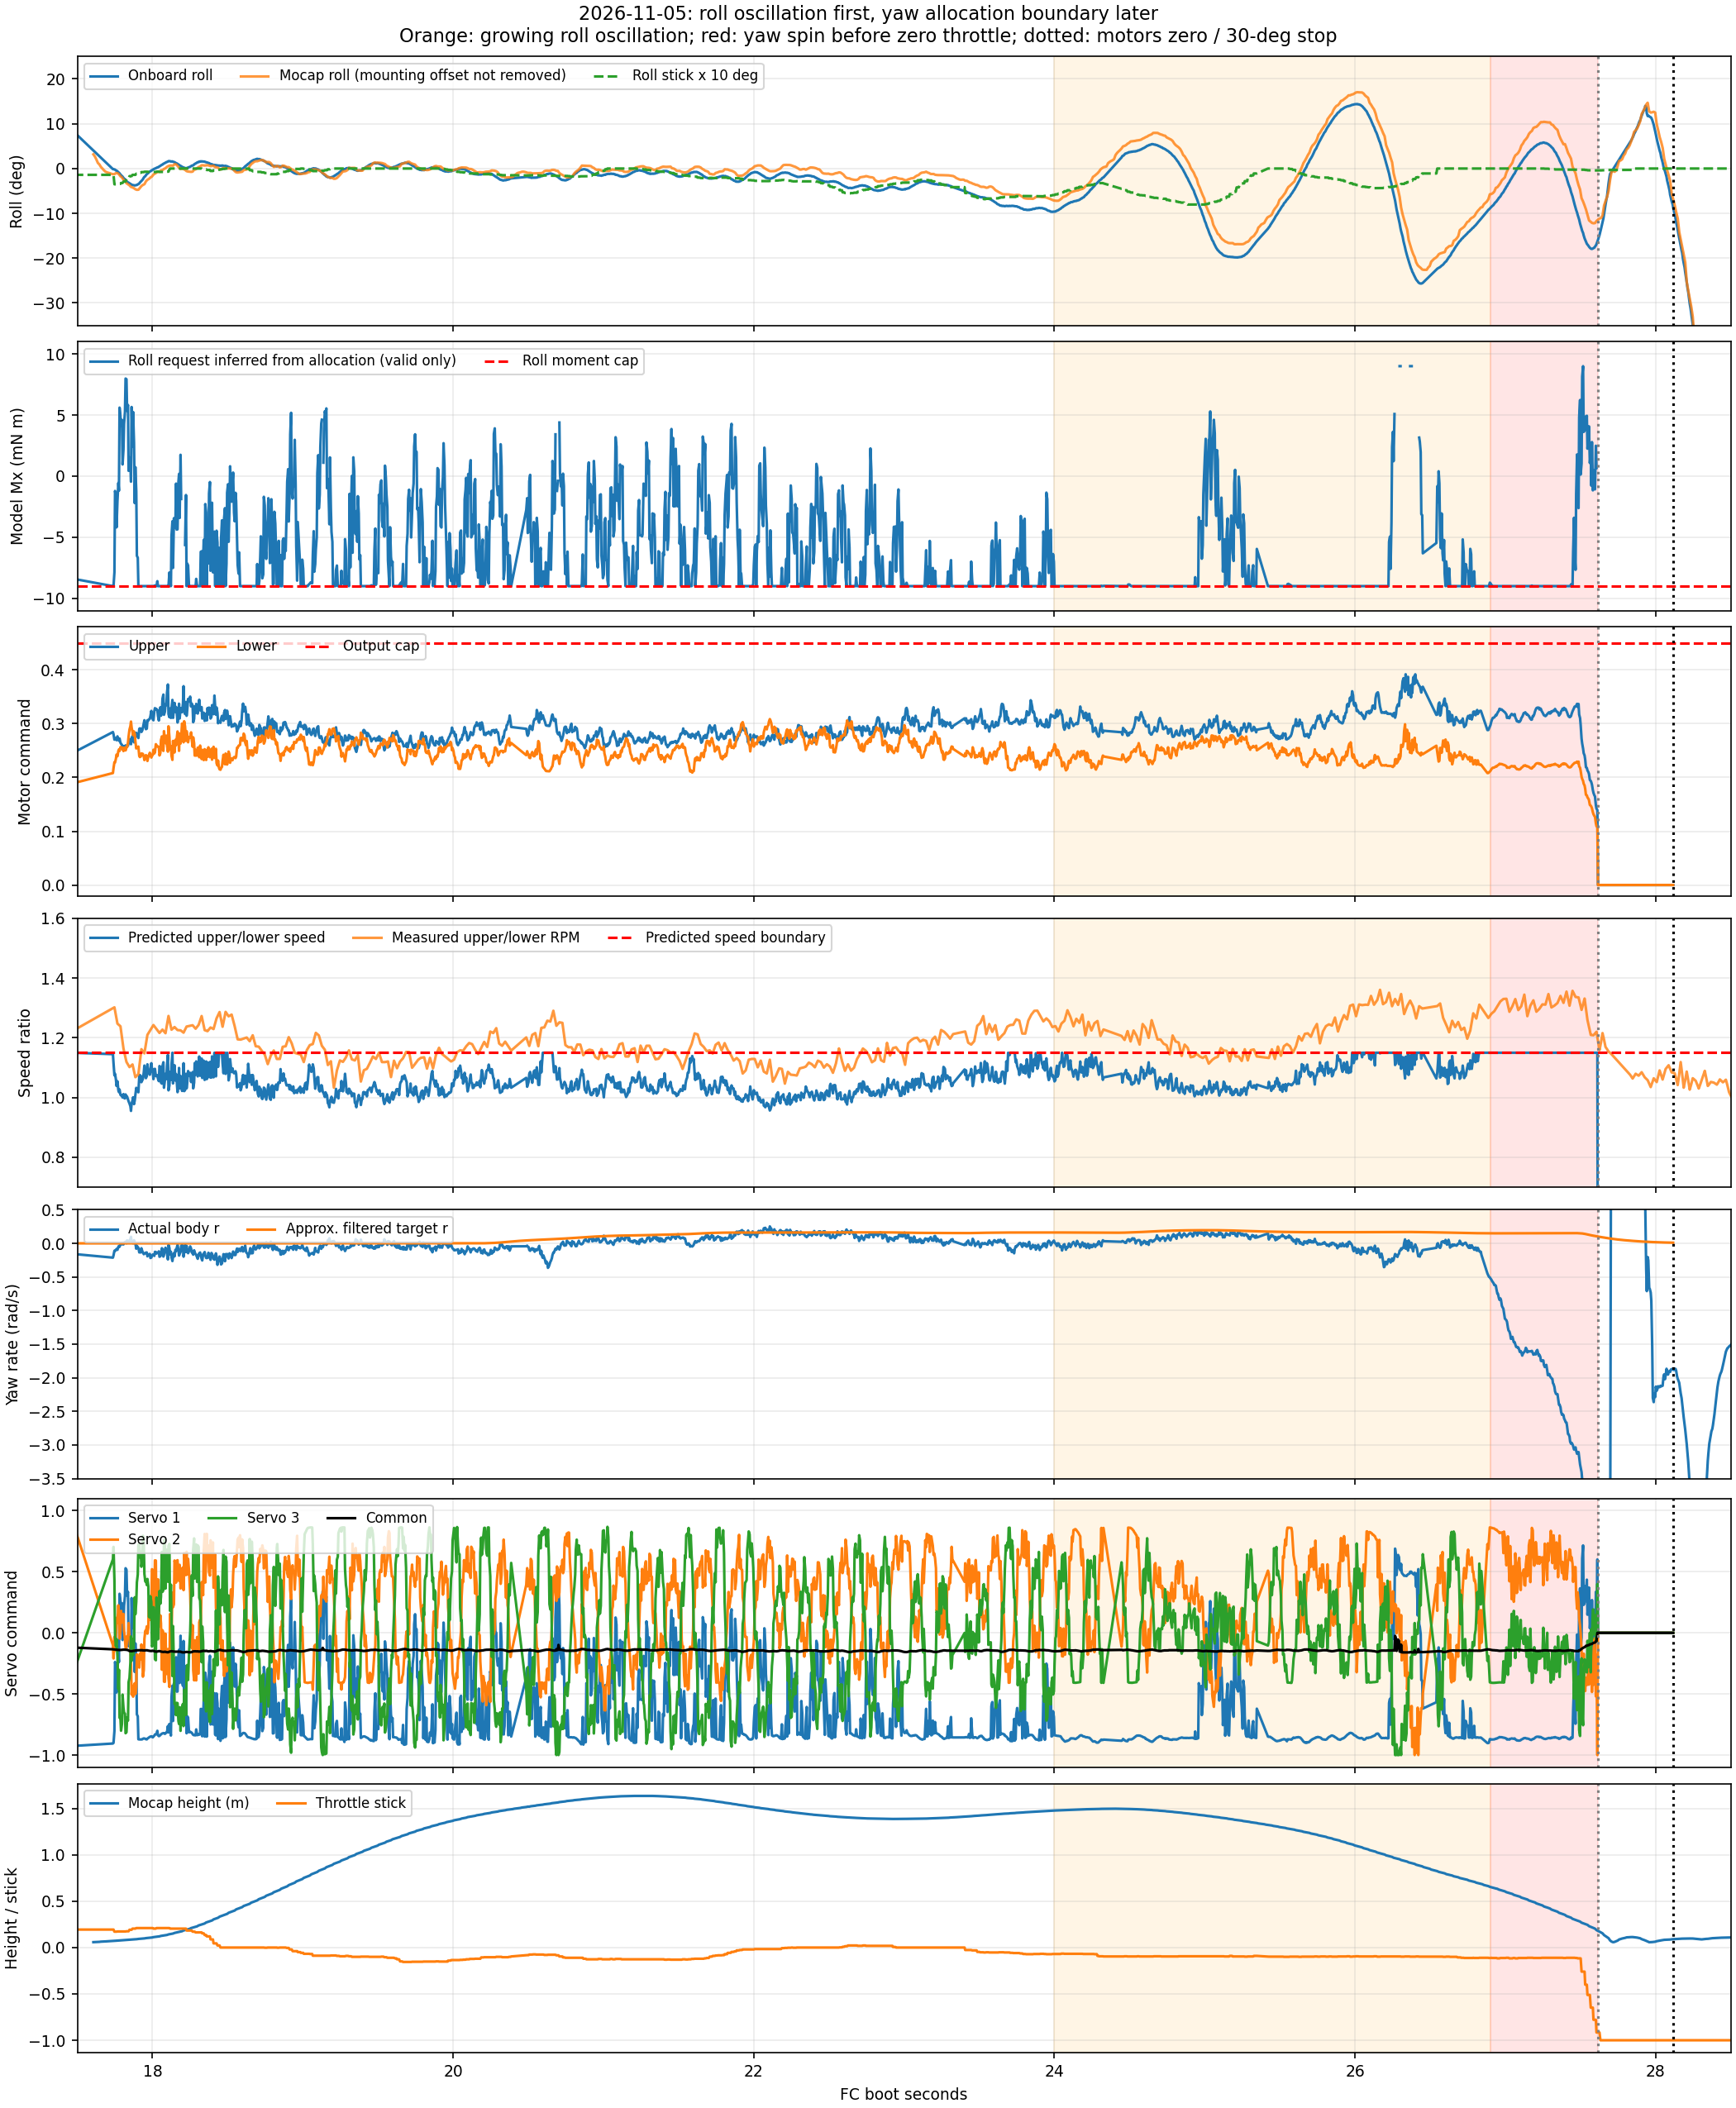 2026-11-05: roll oscillation first, yaw allocation boundary later
Orange: growing roll oscillation; red: yaw spin before zero throttle; dotted: motors zero / 30-deg stop
Onboard roll Mocap roll (mounting offset not removed) Roll stick x 10 deg
Roll (deg)
20
10
0
−10
−20
−30
Roll request inferred from allocation (valid only) Roll moment cap
Model Mx (mN m)
10
5
0
−5
−10
Upper Lower Output cap
Motor command
0.4
0.3
0.2
0.1
0.0
Predicted upper/lower speed Measured upper/lower RPM Predicted speed boundary
Speed ratio
1.6
1.4
1.2
1.0
0.8
Actual body r Approx. filtered target r
Yaw rate (rad/s)
0.5
0.0
−0.5
−1.0
−1.5
−2.0
−2.5
−3.0
−3.5
Servo 1 Servo 3 Common
Servo 2
Servo command
1.0
0.5
0.0
−0.5
−1.0
Mocap height (m) Throttle stick
Height / stick
1.5
1.0
0.5
0.0
−0.5
−1.0
18 20 22 24 26 28
FC boot seconds